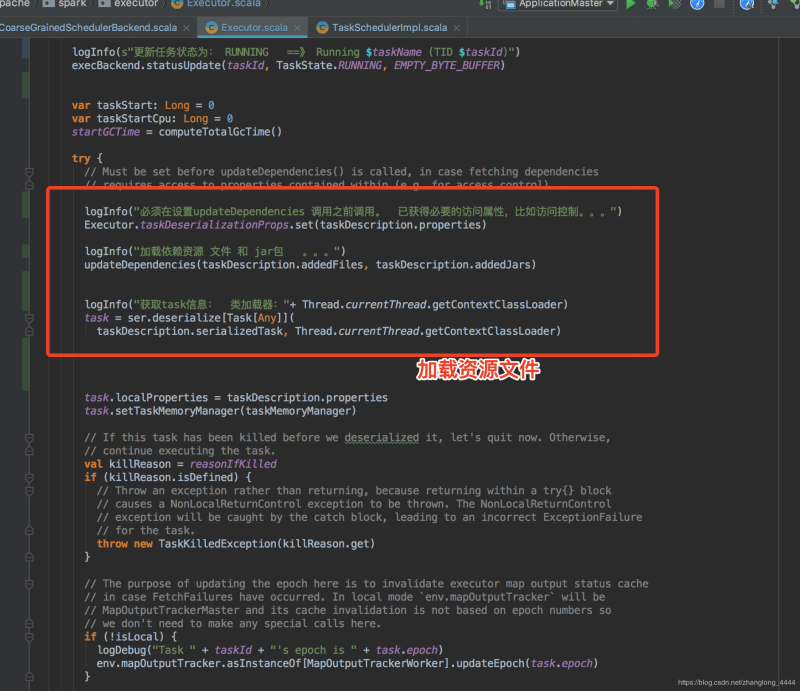 pache spark executor Executor.scala ApplicationMaster
CoarseGrainedSchedulerBackend.scala Executor.scala TaskSchedulerImpl.scala
logInfo(s"更新任务状态为： RUNNING ==》 Running $taskName (TID $taskId)")
execBackend.statusUpdate(taskId, TaskState.RUNNING, EMPTY_BYTE_BUFFER)
var taskStart: Long = 0
var taskStartCpu: Long = 0
startGCTime = computeTotalGcTime()
try {
// Must be set before updateDependencies() is called, in case fetching dependencies
// requires access to properties contained within (e.g. for access control).
logInfo("必须在设置updateDependencies 调用之前调用。 已获得必要的访问属性，比如访问控制。。。")
Executor.taskDeserializationProps.set(taskDescription.properties)
logInfo("加载依赖资源 文件 和 jar包 。。。")
updateDependencies(taskDescription.addedFiles, taskDescription.addedJars)
logInfo("获取task信息： 类加载器："+ Thread.currentThread.getContextClassLoader)
task = ser.deserialize[Task[Any]](
taskDescription.serializedTask, Thread.currentThread.getContextClassLoader)
加载资源文件
task.localProperties = taskDescription.properties
task.setTaskMemoryManager(taskMemoryManager)
// If this task has been killed before we deserialized it, let's quit now. Otherwise,
// continue executing the task.
val killReason = reasonIfKilled
if (killReason.isDefined) {
// Throw an exception rather than returning, because returning within a try{} block
// causes a NonLocalReturnControl exception to be thrown. The NonLocalReturnControl
// exception will be caught by the catch block, leading to an incorrect ExceptionFailure
// for the task.
throw new TaskKilledException(killReason.get)
}
// The purpose of updating the epoch here is to invalidate executor map output status cache
// in case FetchFailures have occurred. In local mode `env.mapOutputTracker` will be
// MapOutputTrackerMaster and its cache invalidation is not based on epoch numbers so
// we don't need to make any special calls here.
if (!isLocal) {
logDebug("Task " + taskId + "'s epoch is " + task.epoch)
env.mapOutputTracker.asInstanceOf[MapOutputTrackerWorker].updateEpoch(task.epoch)
}
https://blog.csdn.net/zhanglong_4444